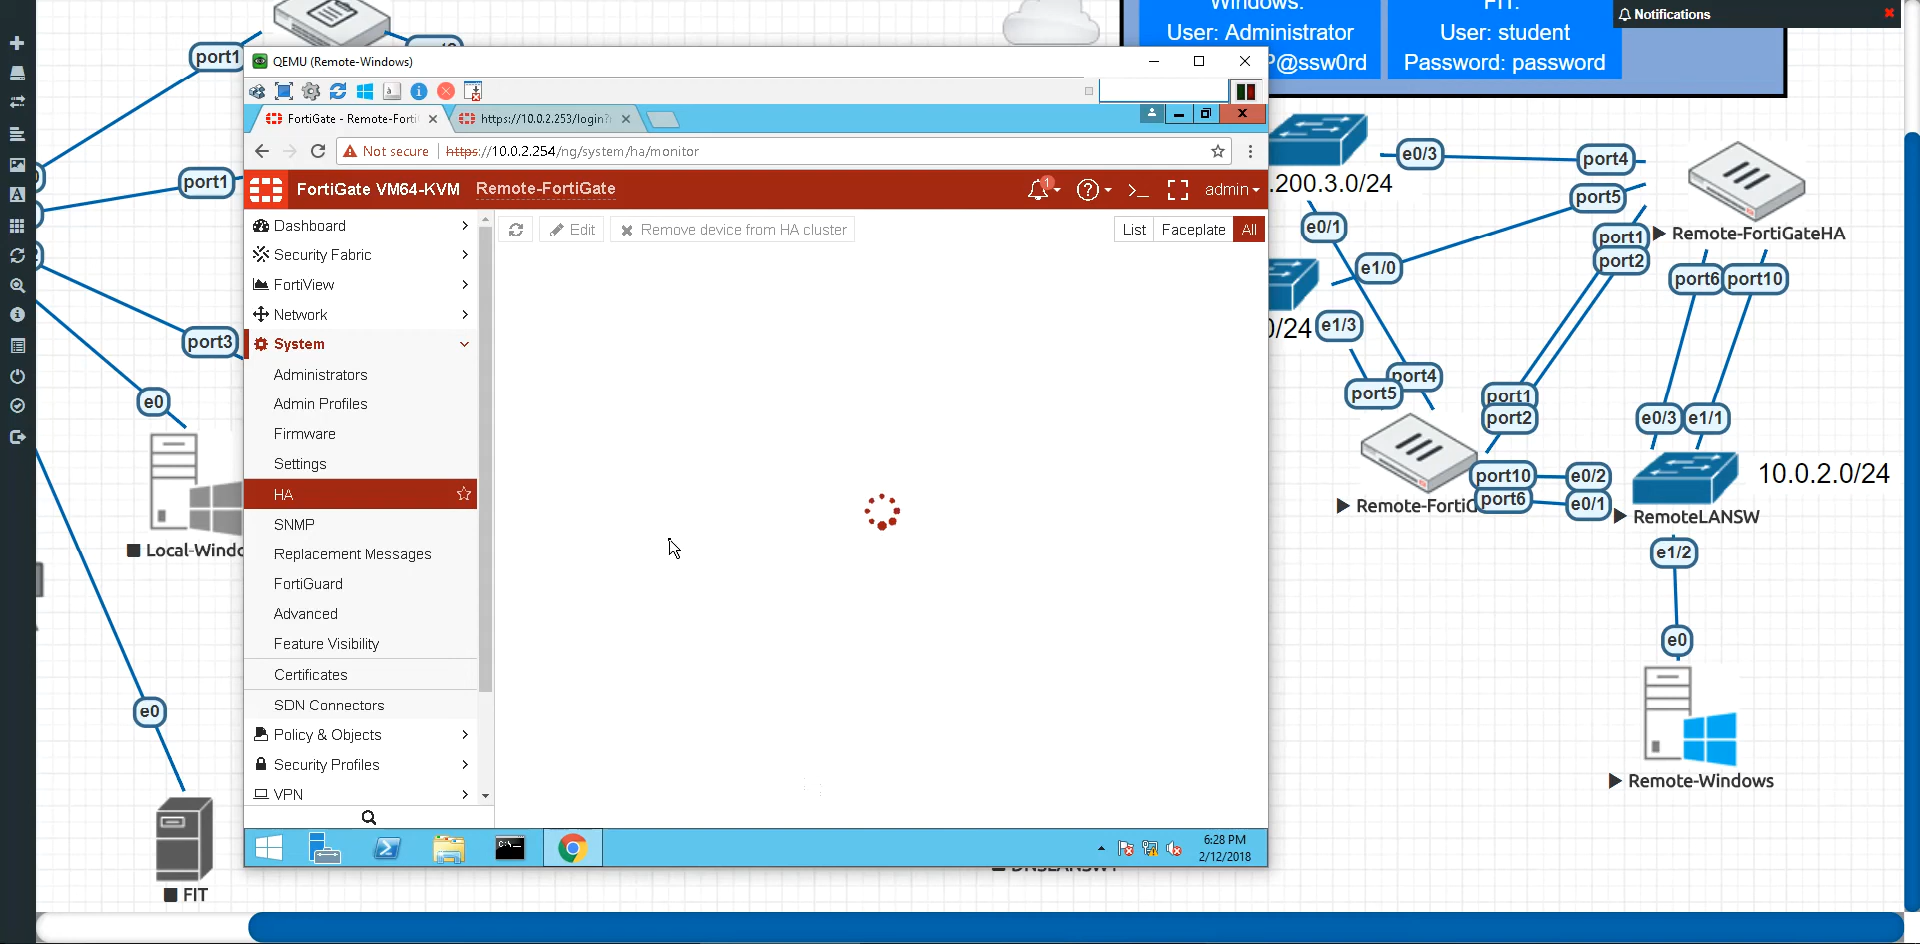 Windows:
User: Administrator
P@ssw0rd
FIT:
User: student
Password: password
Notifications
port1
QEMU (Remote-Windows)
FortiGate - Remote-Forti
https://10.0.2.253/login?
Not secure
https://10.0.2.254/ng/system/ha/monitor
FortiGate VM64-KVM
Remote-FortiGate
1
admin
Dashboard
Security Fabric
FortiView
Network
System
Administrators
Admin Profiles
Firmware
Settings
HA
SNMP
Replacement Messages
FortiGuard
Advanced
Feature Visibility
Certificates
SDN Connectors
Policy & Objects
Security Profiles
VPN
Edit
Remove device from HA cluster
List
Faceplate
All
6:28 PM
2/12/2018
port1
port3
e0
Local-Windo
e0
FIT
e0/3
port4
.200.3.0/24
port5
e0/1
port1
port2
Remote-FortiGateHA
e1/0
port6
port10
0/24
e1/3
port4
port5
port1
port2
e0/3
e1/1
port10
e0/2
10.0.2.0/24
port6
e0/1
Remote-FortiG
RemoteLANSW
e1/2
e0
Remote-Windows